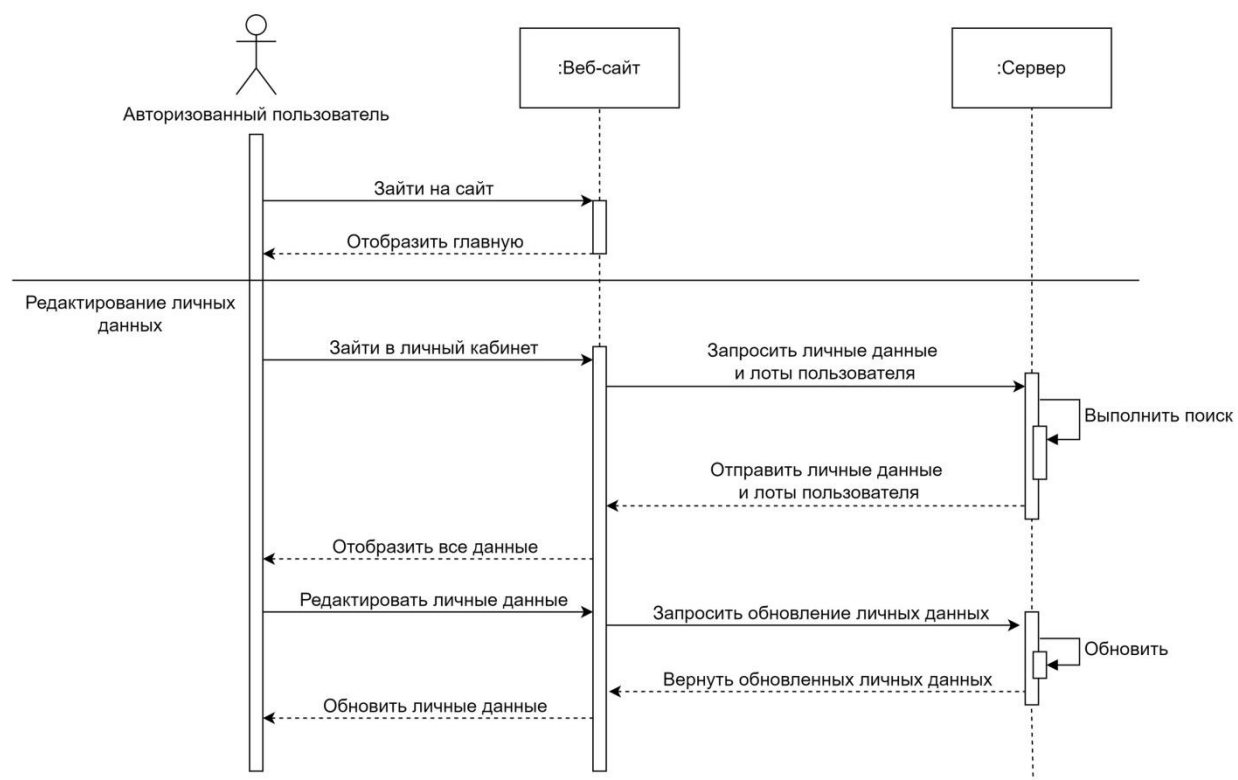 Авторизованный пользователь
:Веб-сайт
:Сервер
Зайти на сайт
Отобразить главную
Редактирование личных
данных
Зайти в личный кабинет
Запросить личные данные
и лоты пользователя
Выполнить поиск
Отправить личные данные
и лоты пользователя
Отобразить все данные
Редактировать личные данные
Запросить обновление личных данных
Обновить
Вернуть обновленных личных данных
Обновить личные данные